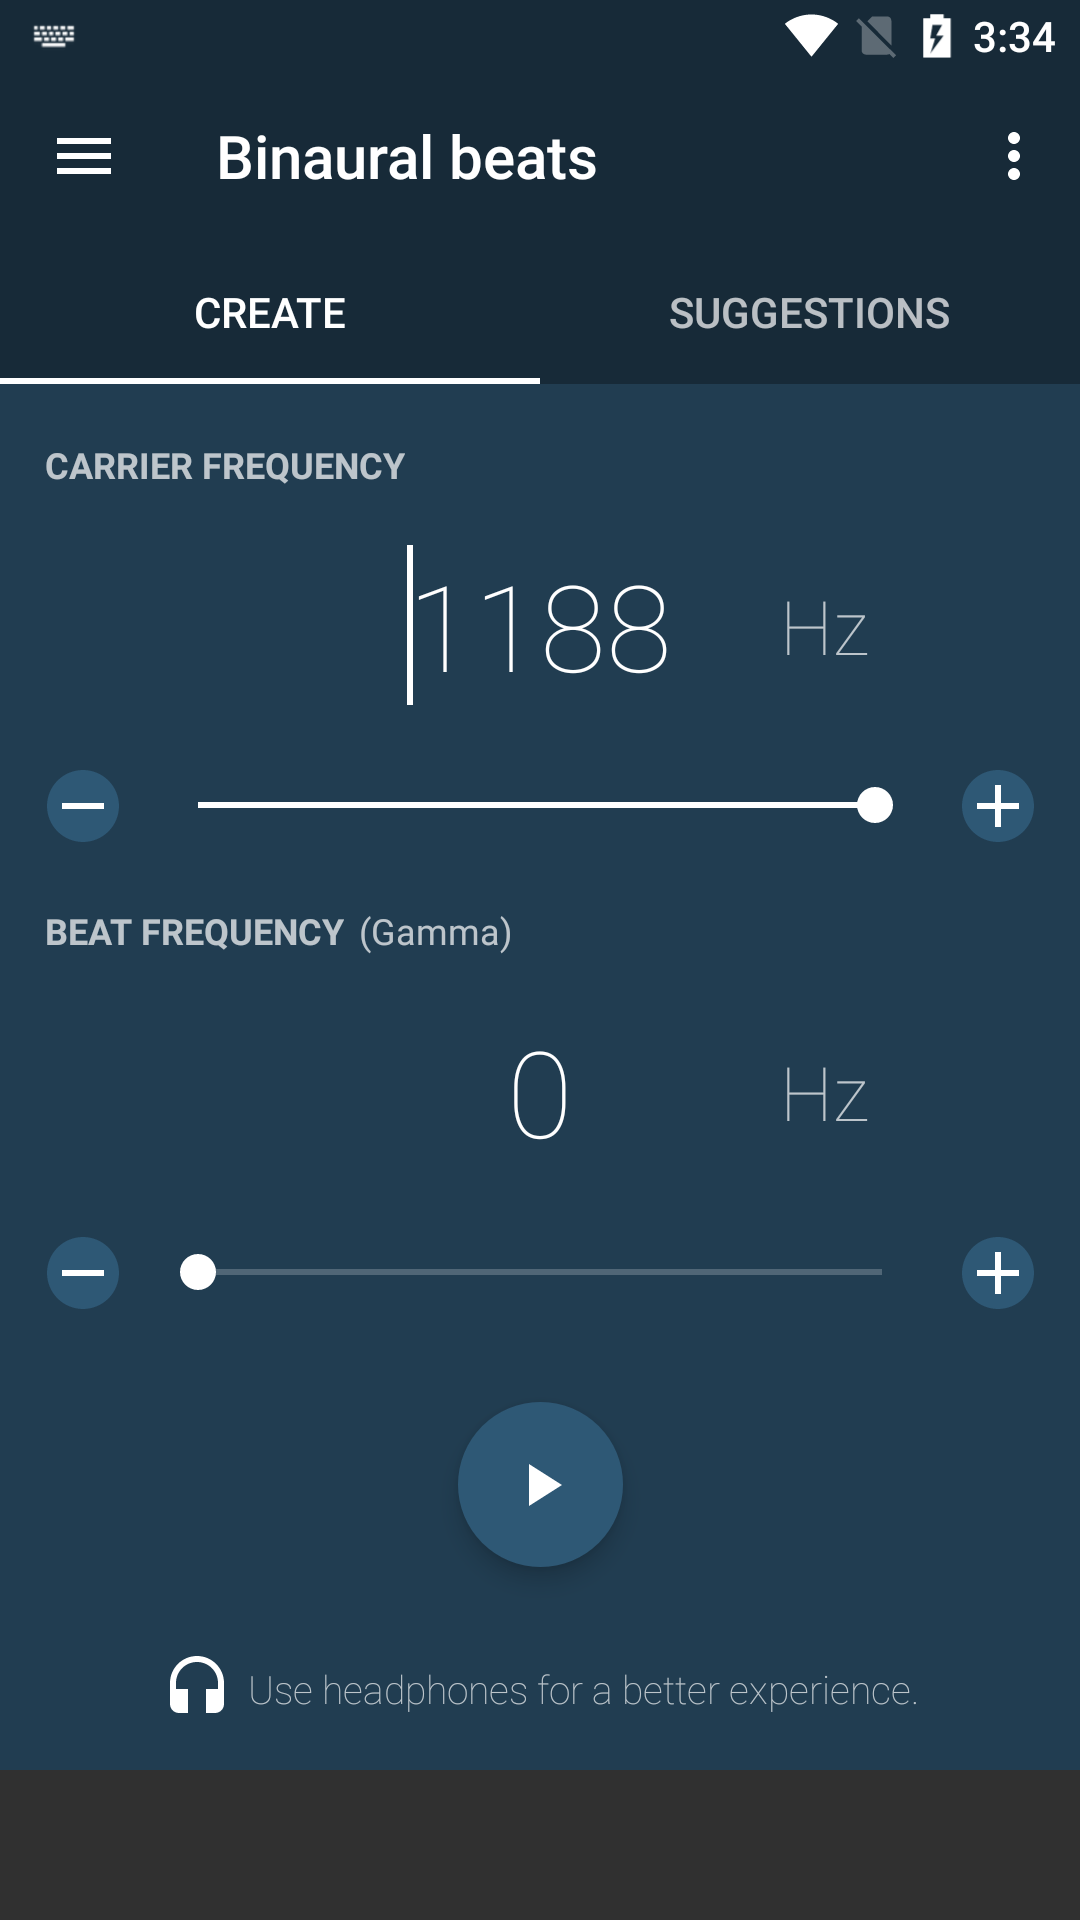 3:34
Binaural beats
CREATE
SUGGESTIONS
CARRIER FREQUENCY
1188 Hz
BEAT FREQUENCY (Gamma)
0 Hz
Use headphones for a better experience.